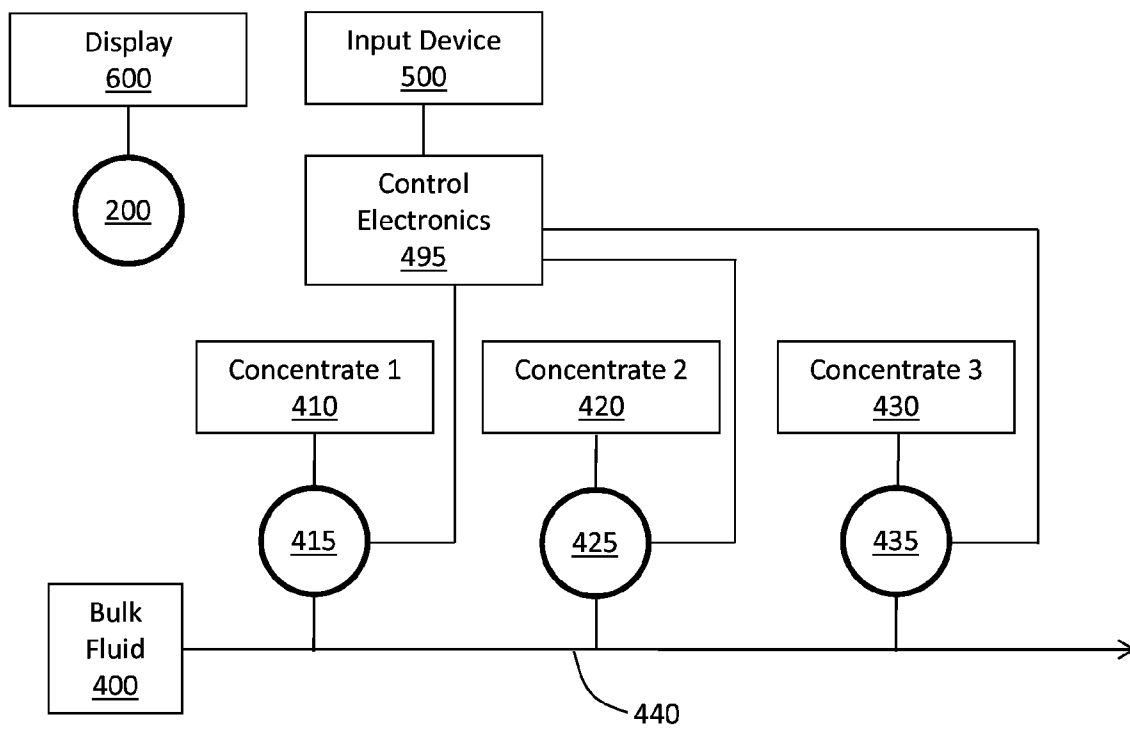 Display
600
Input Device
500
200
Control
Electronics
495
Concentrate 1
410
Concentrate 2
420
Concentrate 3
430
415
425
435
Bulk
Fluid
400
440